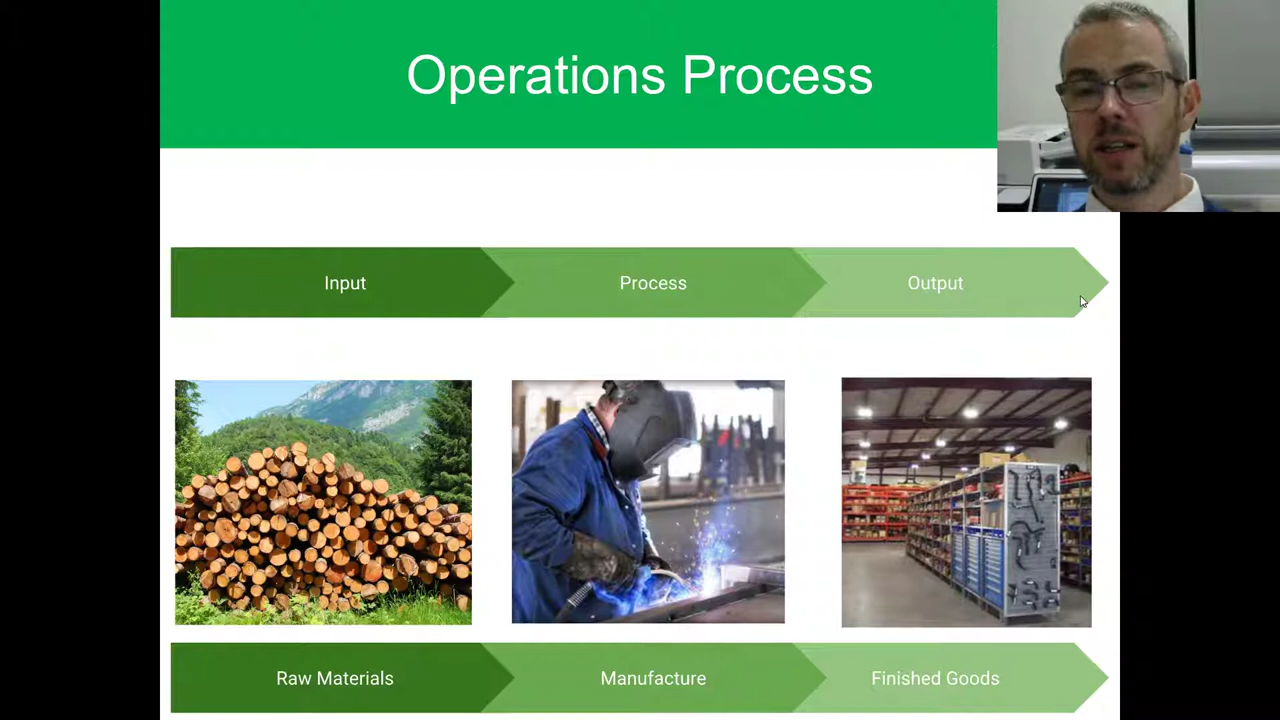 Operations Process
Input
Process
Output
Raw Materials
Manufacture
Finished Goods